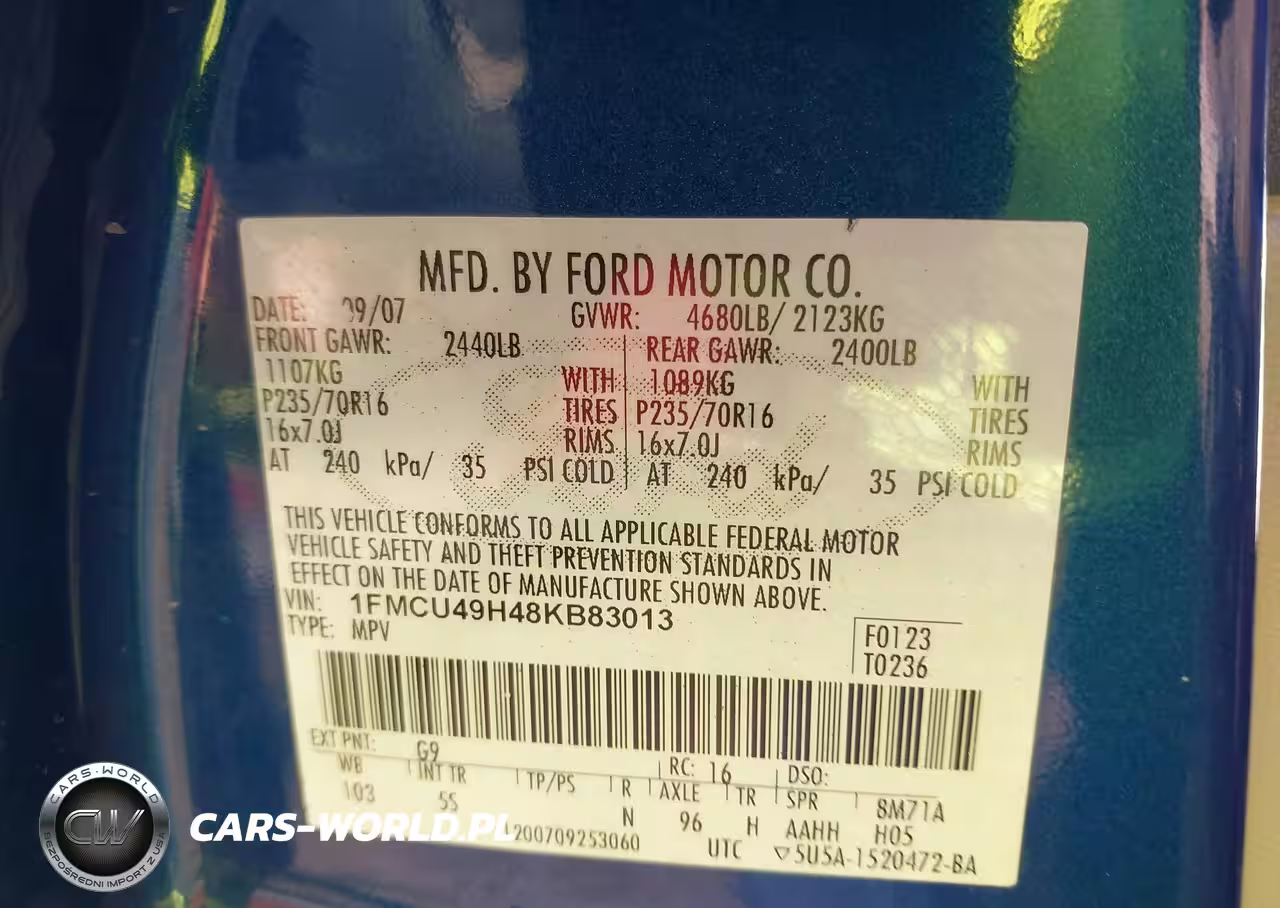 MFD. BY FORD MOTOR CO.
DATE: 09/07 GVWR: 4680LB/ 2123KG
FRONT GAWR: 2440LB REAR GAWR: 2400LB
1107KG WITH 1089KG WITH
P235/70R16 TIRES P235/70R16 TIRES
16x7.0J RIMS 16x7.0J RIMS
AT 240 kPa/ 35 PSI COLD AT 240 kPa/ 35 PSI COLD
THIS VEHICLE CONFORMS TO ALL APPLICABLE FEDERAL MOTOR
VEHICLE SAFETY AND THEFT PREVENTION STANDARDS IN
EFFECT ON THE DATE OF MANUFACTURE SHOWN ABOVE.
VIN: 1FMCU49H48KB83013
TYPE: MPV
F0123
T0236
EXT PNT: G9 RC: 16 DSO:
WB INT TR TP/PS R AXLE TR SPR 8M71A
103 5S N 96 H AAHH H05
200709253060 UTC ▽5U5A-1520472-BA
CARS-WORLD.PL
CARS-WORLD
CW
BEZPOŚREDNI IMPORT Z USA